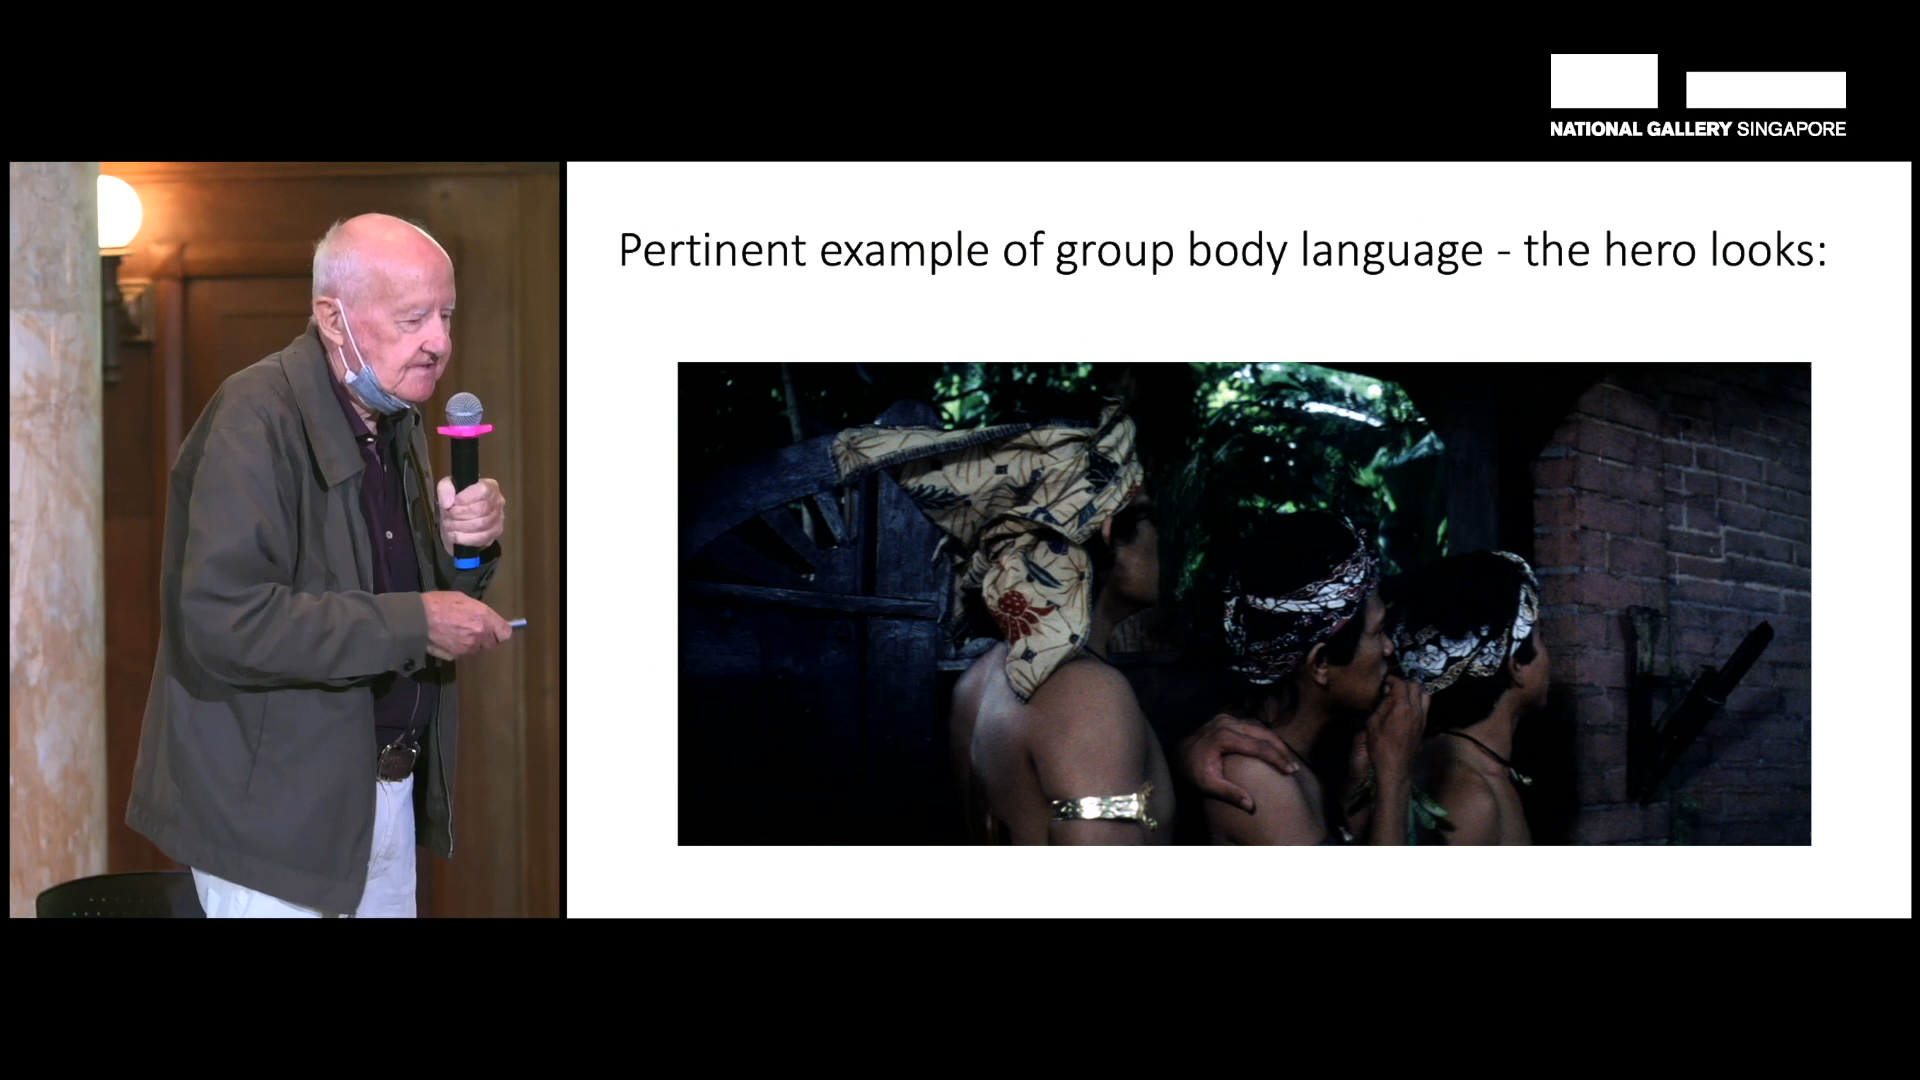 NATIONAL GALLERY SINGAPORE
Pertinent example of group body language - the hero looks: